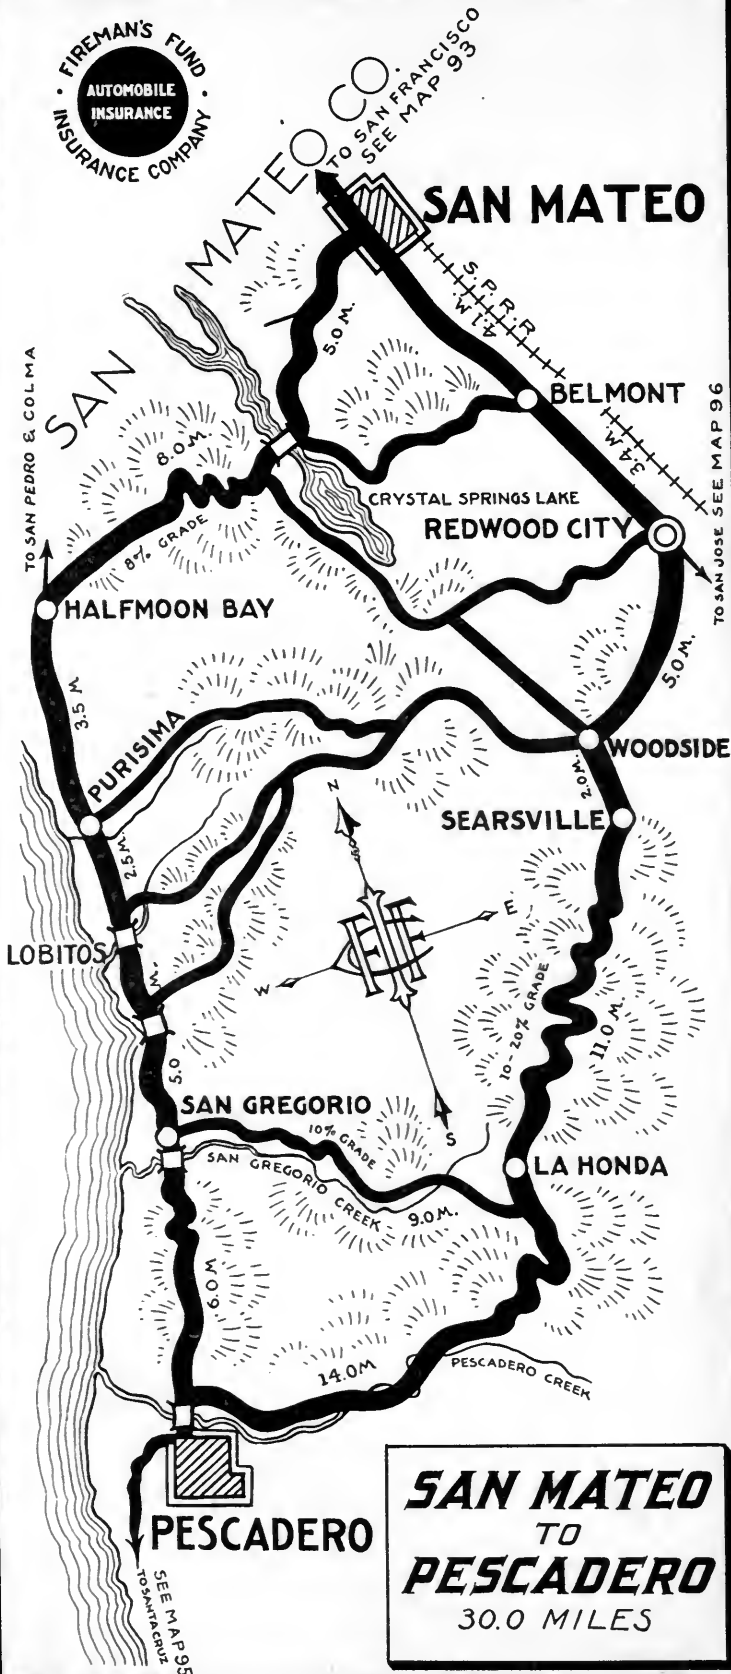 FIREMAN'S FUND
INSURANCE COMPANY
AUTOMOBILE
INSURANCE
SAN MATEO CO.
TO SAN FRANCISCO
SEE MAP 93
SAN MATEO
S.P.R.R
4.1 M.
5.0 M.
BELMONT
3.4 M.
TO SAN JOSE SEE MAP 96
TO SAN PEDRO & COLMA
8.0 M.
8% GRADE
CRYSTAL SPRINGS LAKE
REDWOOD CITY
HALFMOON BAY
5.0 M.
3.5 M
PURISIMA
WOODSIDE
2.0 M.
SEARSVILLE
2.5 M.
N
E
W
S
LOBITOS
5.0 M.
10-20% GRADE
11.0 M.
SAN GREGORIO
10% GRADE
SAN GREGORIO CREEK
9.0 M.
LA HONDA
6.0 M
14.0 M
PESCADERO CREEK
PESCADERO
TO SANTA CRUZ
SEE MAP 95
SAN MATEO
TO
PESCADERO
30.0 MILES